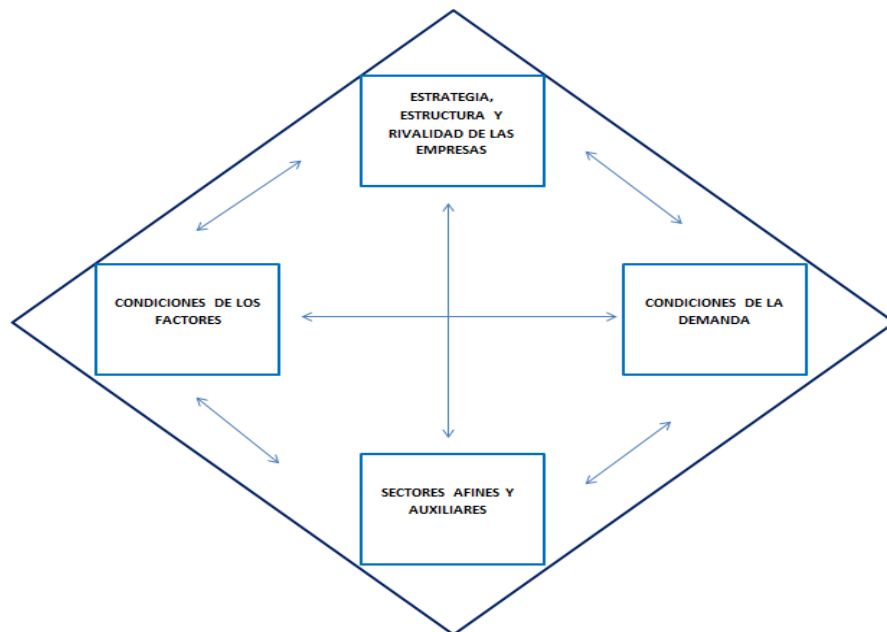 ESTRATEGIA,
ESTRUCTURA Y
RIVALIDAD DE LAS
EMPRESAS
CONDICIONES DE LOS
FACTORES
CONDICIONES DE LA
DEMANDA
SECTORES AFINES Y
AUXILIARES